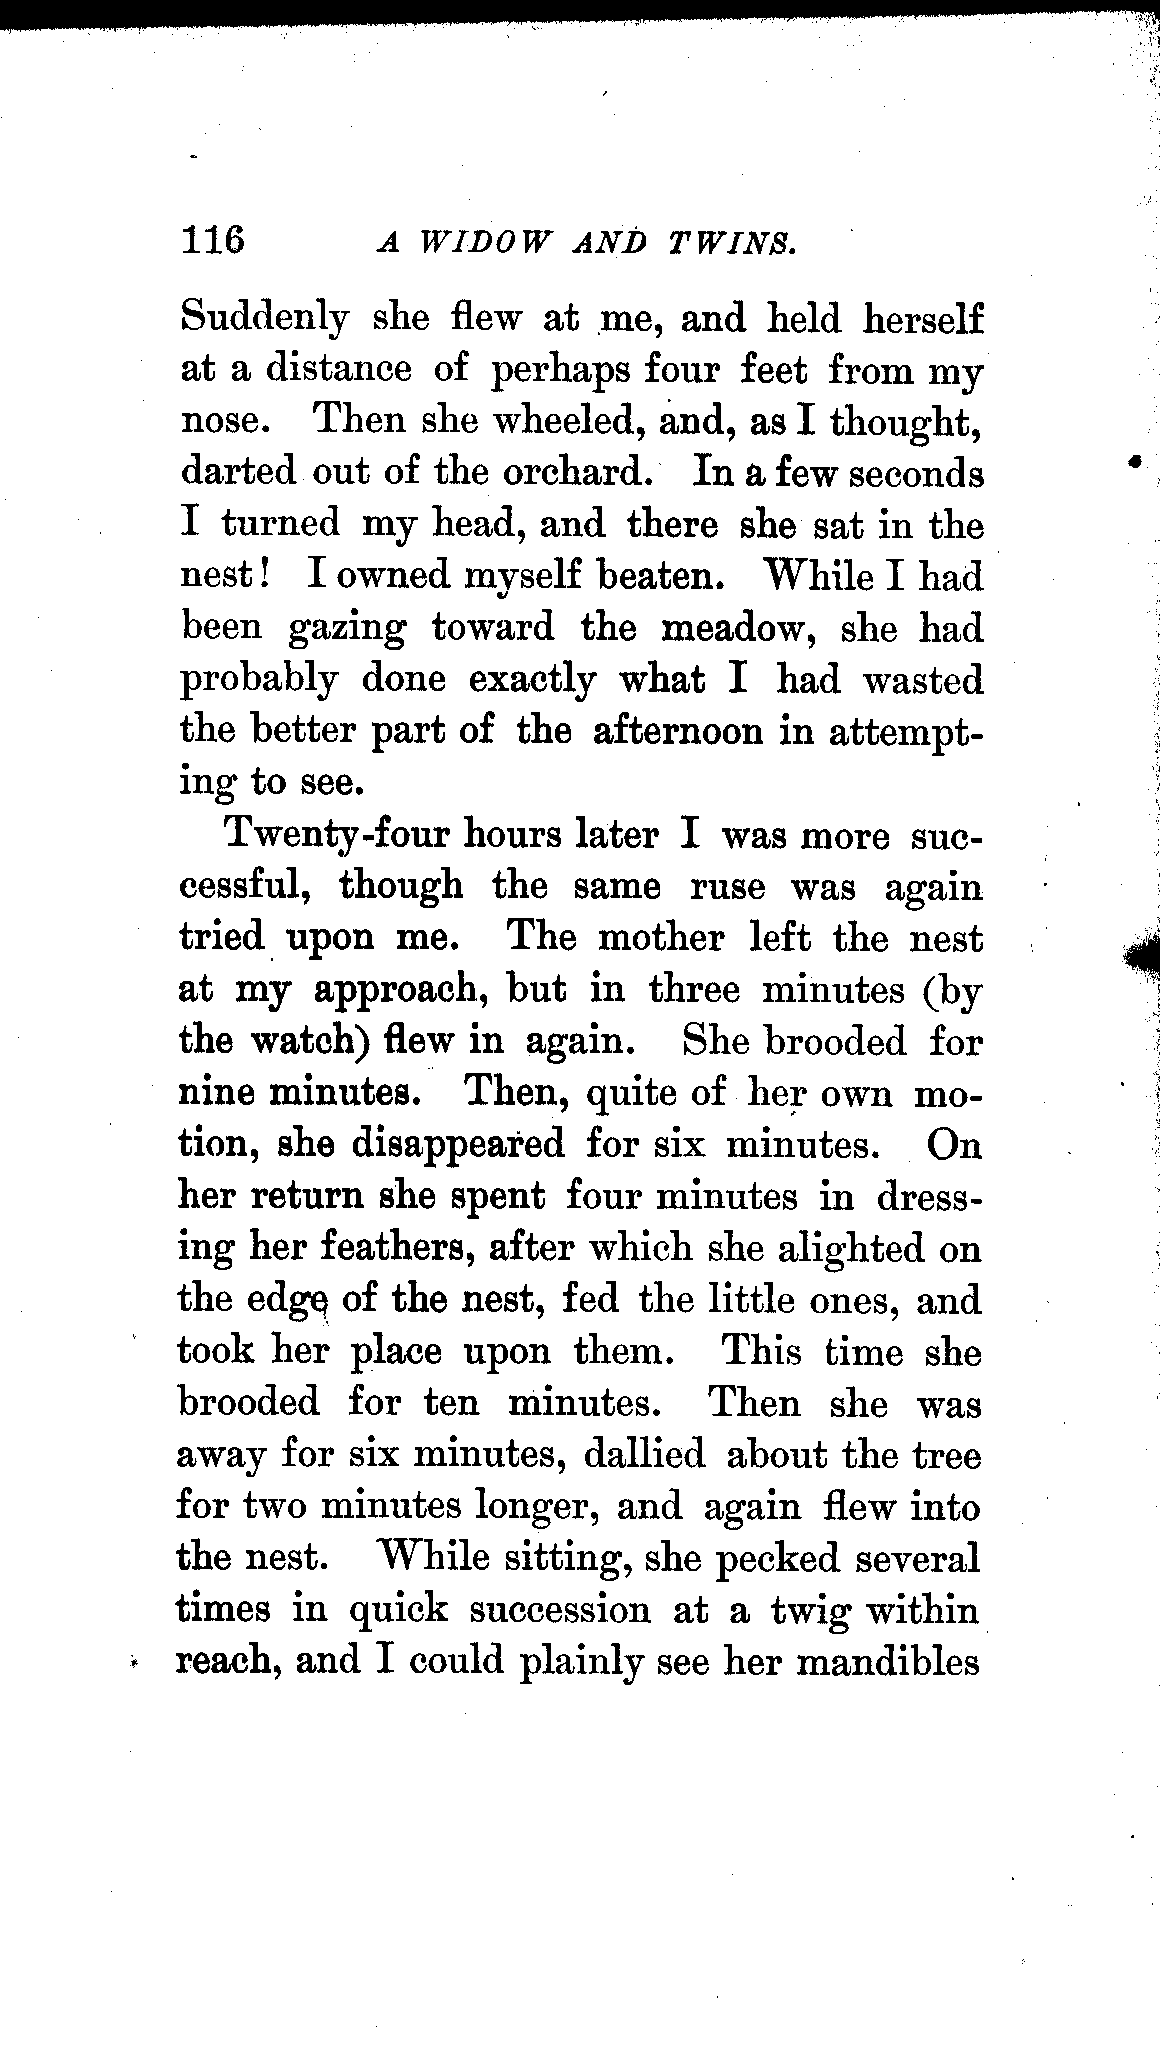 116 A WIDOW AND TWINS.
Suddenly she flew at me, and held herself
at a distance of perhaps four feet from my
nose. Then she wheeled, and, as I thought,
darted out of the orchard. In a few seconds
I turned my head, and there she sat in the
nest! I owned myself beaten. While I had
been gazing toward the meadow, she had
probably done exactly what I had wasted
the better part of the afternoon in attempt-
ing to see.
Twenty-four hours later I was more suc-
cessful, though the same ruse was again
tried upon me. The mother left the nest
at my approach, but in three minutes (by
the watch) flew in again. She brooded for
nine minutes. Then, quite of her own mo-
tion, she disappeared for six minutes. On
her return she spent four minutes in dress-
ing her feathers, after which she alighted on
the edge of the nest, fed the little ones, and
took her place upon them. This time she
brooded for ten minutes. Then she was
away for six minutes, dallied about the tree
for two minutes longer, and again flew into
the nest. While sitting, she pecked several
times in quick succession at a twig within
reach, and I could plainly see her mandibles